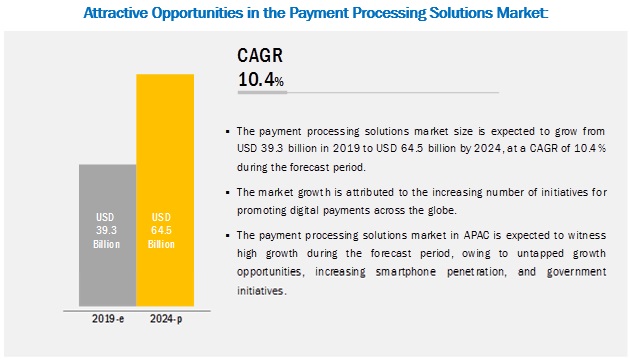 Attractive Opportunities in the Payment Processing Solutions Market:
CAGR
10.4%
▪ The payment processing solutions market size is expected to grow from
USD 39.3 billion in 2019 to USD 64.5 billion by 2024, at a CAGR of 10.4%
during the forecast period.
▪ The market growth is attributed to the increasing number of initiatives for
promoting digital payments across the globe.
▪ The payment processing solutions market in APAC is expected to witness
high growth during the forecast period, owing to untapped growth
opportunities, increasing smartphone penetration, and government
initiatives.
USD
39.3
Billion
USD
64.5
Billion
2019-e
2024-p